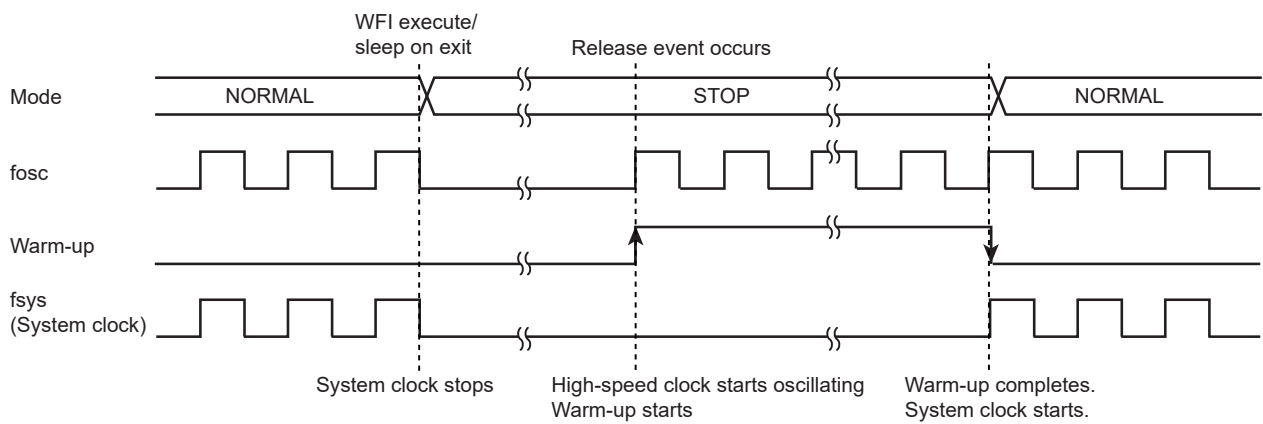 WFI execute/
sleep on exit
Release event occurs
Mode
NORMAL
STOP
NORMAL
fosc
Warm-up
fsys
(System clock)
System clock stops
High-speed clock starts oscillating
Warm-up starts
Warm-up completes.
System clock starts.